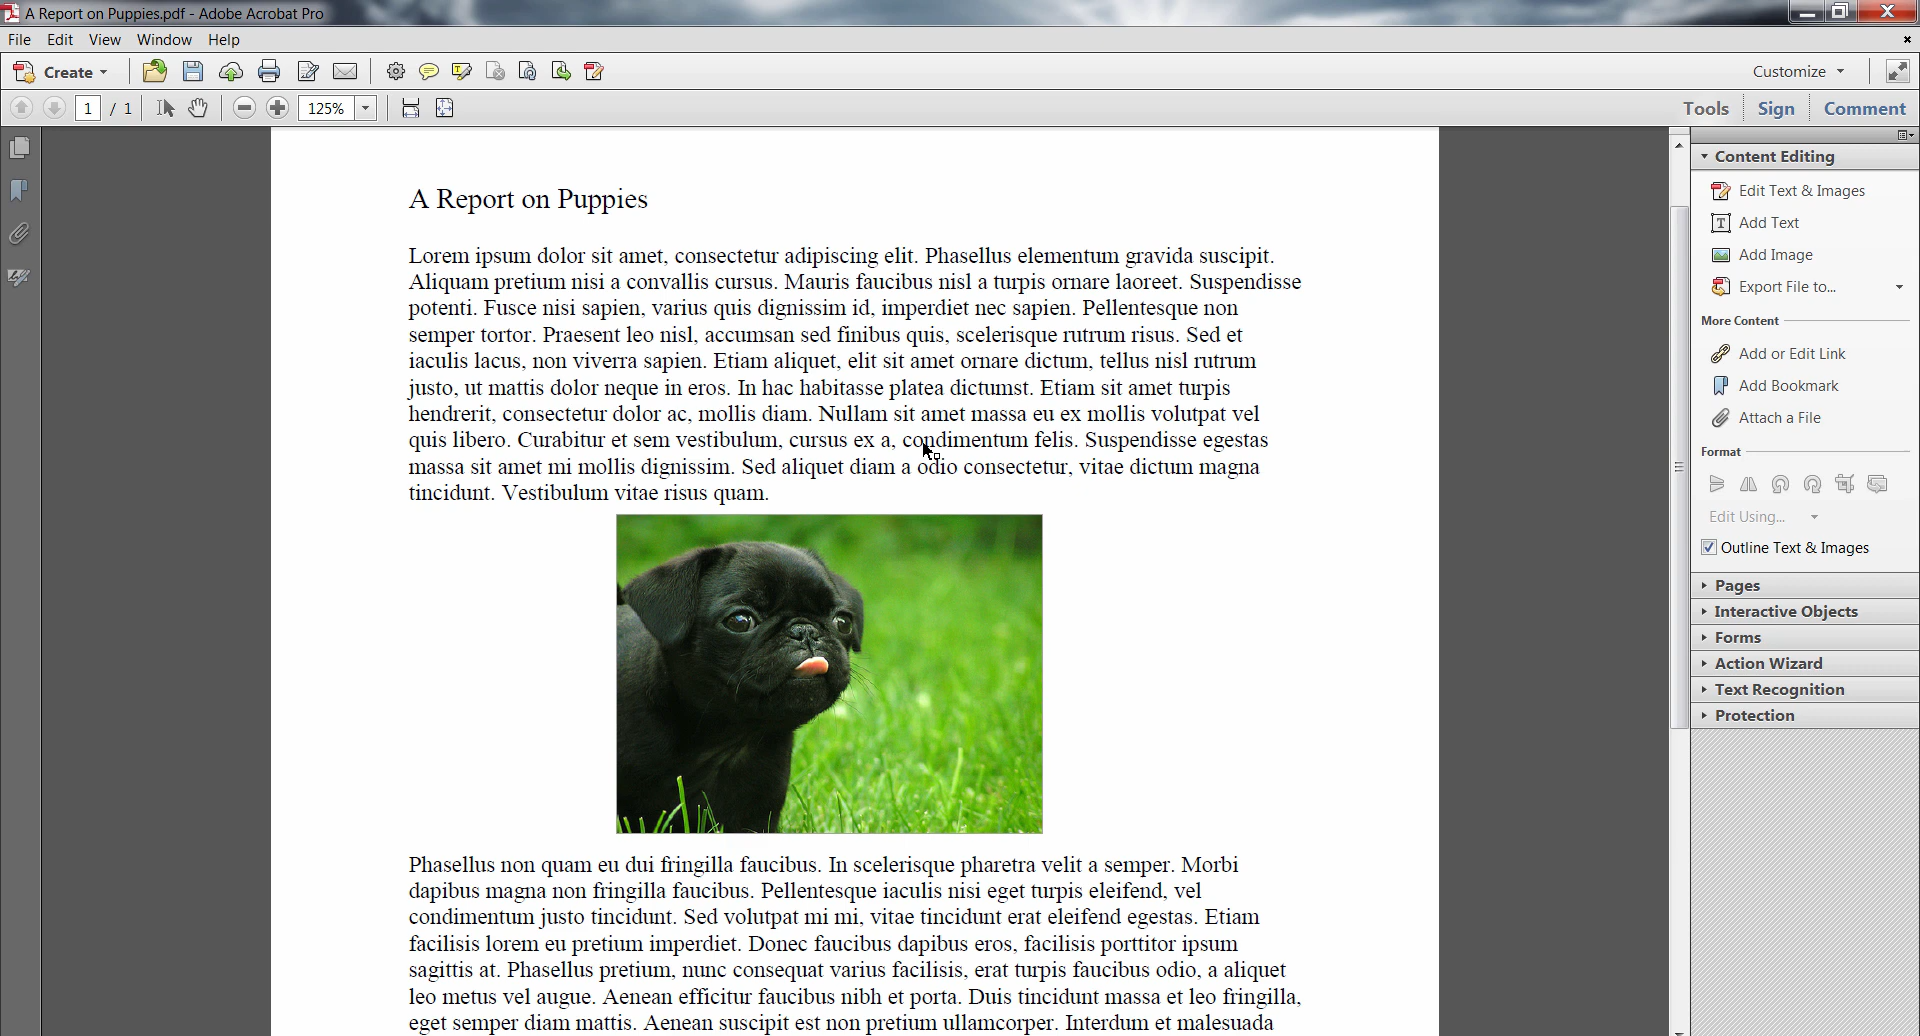 A Report on Puppies.pdf - Adobe Acrobat Pro
File Edit View Window Help
Create Customize
1 / 1 125% Tools Sign Comment
A Report on Puppies
Lorem ipsum dolor sit amet, consectetur adipiscing elit. Phasellus elementum gravida suscipit.
Aliquam pretium nisi a convallis cursus. Mauris faucibus nisl a turpis ornare laoreet. Suspendisse
potenti. Fusce nisi sapien, varius quis dignissim id, imperdiet nec sapien. Pellentesque non
semper tortor. Praesent leo nisl, accumsan sed finibus quis, scelerisque rutrum risus. Sed et
iaculis lacus, non viverra sapien. Etiam aliquet, elit sit amet ornare dictum, tellus nisl rutrum
justo, ut mattis dolor neque in eros. In hac habitasse platea dictumst. Etiam sit amet turpis
hendrerit, consectetur dolor ac, mollis diam. Nullam sit amet massa eu ex mollis volutpat vel
quis libero. Curabitur et sem vestibulum, cursus ex a, condimentum felis. Suspendisse egestas
massa sit amet mi mollis dignissim. Sed aliquet diam a odio consectetur, vitae dictum magna
tincidunt. Vestibulum vitae risus quam.
Phasellus non quam eu dui fringilla faucibus. In scelerisque pharetra velit a semper. Morbi
dapibus magna non fringilla faucibus. Pellentesque iaculis nisi eget turpis eleifend, vel
condimentum justo tincidunt. Sed volutpat mi mi, vitae tincidunt erat eleifend egestas. Etiam
facilisis lorem eu pretium imperdiet. Donec faucibus dapibus eros, facilisis porttitor ipsum
sagittis at. Phasellus pretium, nunc consequat varius facilisis, erat turpis faucibus odio, a aliquet
leo metus vel augue. Aenean efficitur faucibus nibh et porta. Duis tincidunt massa et leo fringilla,
eget semper diam mattis. Aenean suscipit est non pretium ullamcorper. Interdum et malesuada
Content Editing
Edit Text & Images
Add Text
Add Image
Export File to...
More Content
Add or Edit Link
Add Bookmark
Attach a File
Format
Edit Using...
Outline Text & Images
Pages
Interactive Objects
Forms
Action Wizard
Text Recognition
Protection